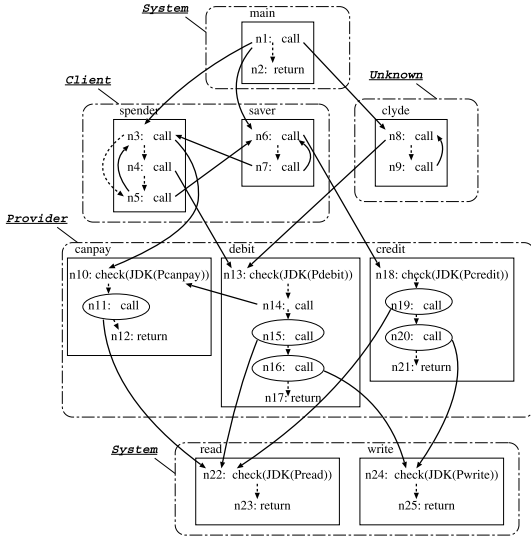 System
main
n1: call
n2: return
Client
Unknown
spender
saver
clyde
n3: call
n6: call
n8: call
n4: call
n7: call
n9: call
n5: call
Provider
canpay
debit
credit
n10: check(JDK(Pcanpay))
n13: check(JDK(Pdebit))
n18: check(JDK(Pcredit))
n11: call
n14: call
n19: call
n12: return
n15: call
n20: call
n16: call
n21: return
n17: return
System
read
write
n22: check(JDK(Pread))
n24: check(JDK(Pwrite))
n23: return
n25: return